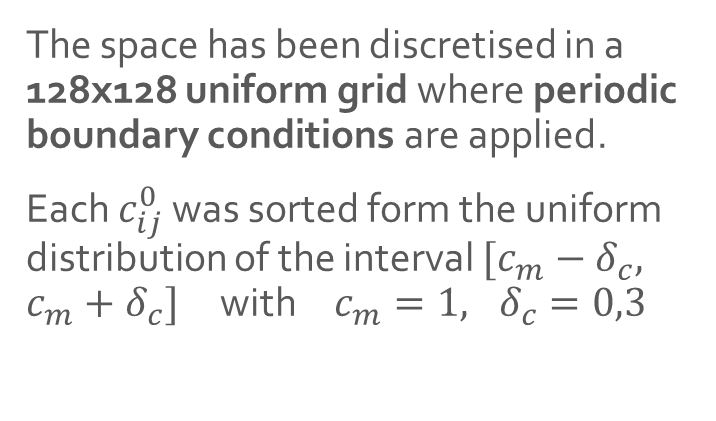 The space has been discretised in a
128x128 uniform grid where periodic
boundary conditions are applied.
Each $c_{ij}^{0}$ was sorted form the uniform
distribution of the interval $[c_m - \delta_c,$
$c_m + \delta_c]$ with $c_m = 1,$ $\delta_c = 0,3$